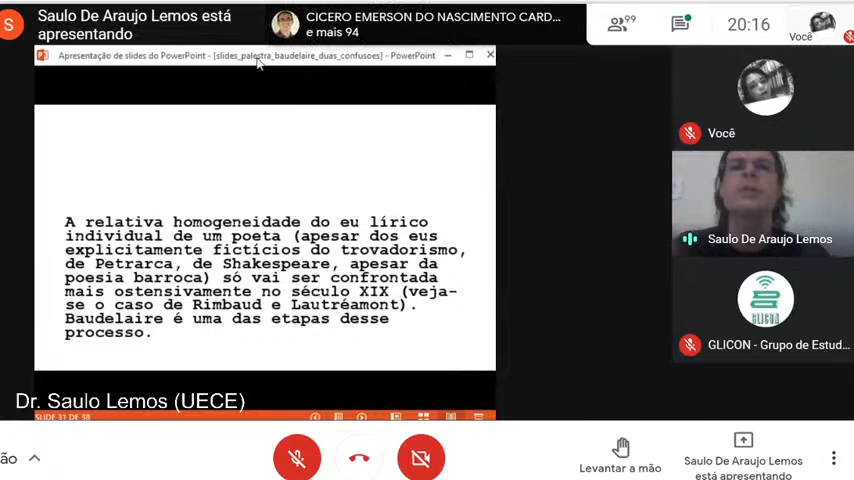 S
Saulo De Araujo Lemos está
apresentando
CICERO EMERSON DO NASCIMENTO CARD...
e mais 94
99
20:16
Você
Apresentação de slides do PowerPoint - [slides_palestra_baudelaire_duas_confusoes] - PowerPoint
A relativa homogeneidade do eu lírico
individual de um poeta (apesar dos eus
explicitamente fictícios do trovadorismo,
de Petrarca, de Shakespeare, apesar da
poesia barroca) só vai ser confrontada
mais ostensivamente no século XIX (veja-
se o caso de Rimbaud e Lautréamont).
Baudelaire é uma das etapas desse
processo.
Você
Saulo De Araujo Lemos
GLICON
GLICON - Grupo de Estud...
Dr. Saulo Lemos (UECE)
SLIDE 31 DE 38
ão
Levantar a mão
Saulo De Araujo Lemos
está apresentando